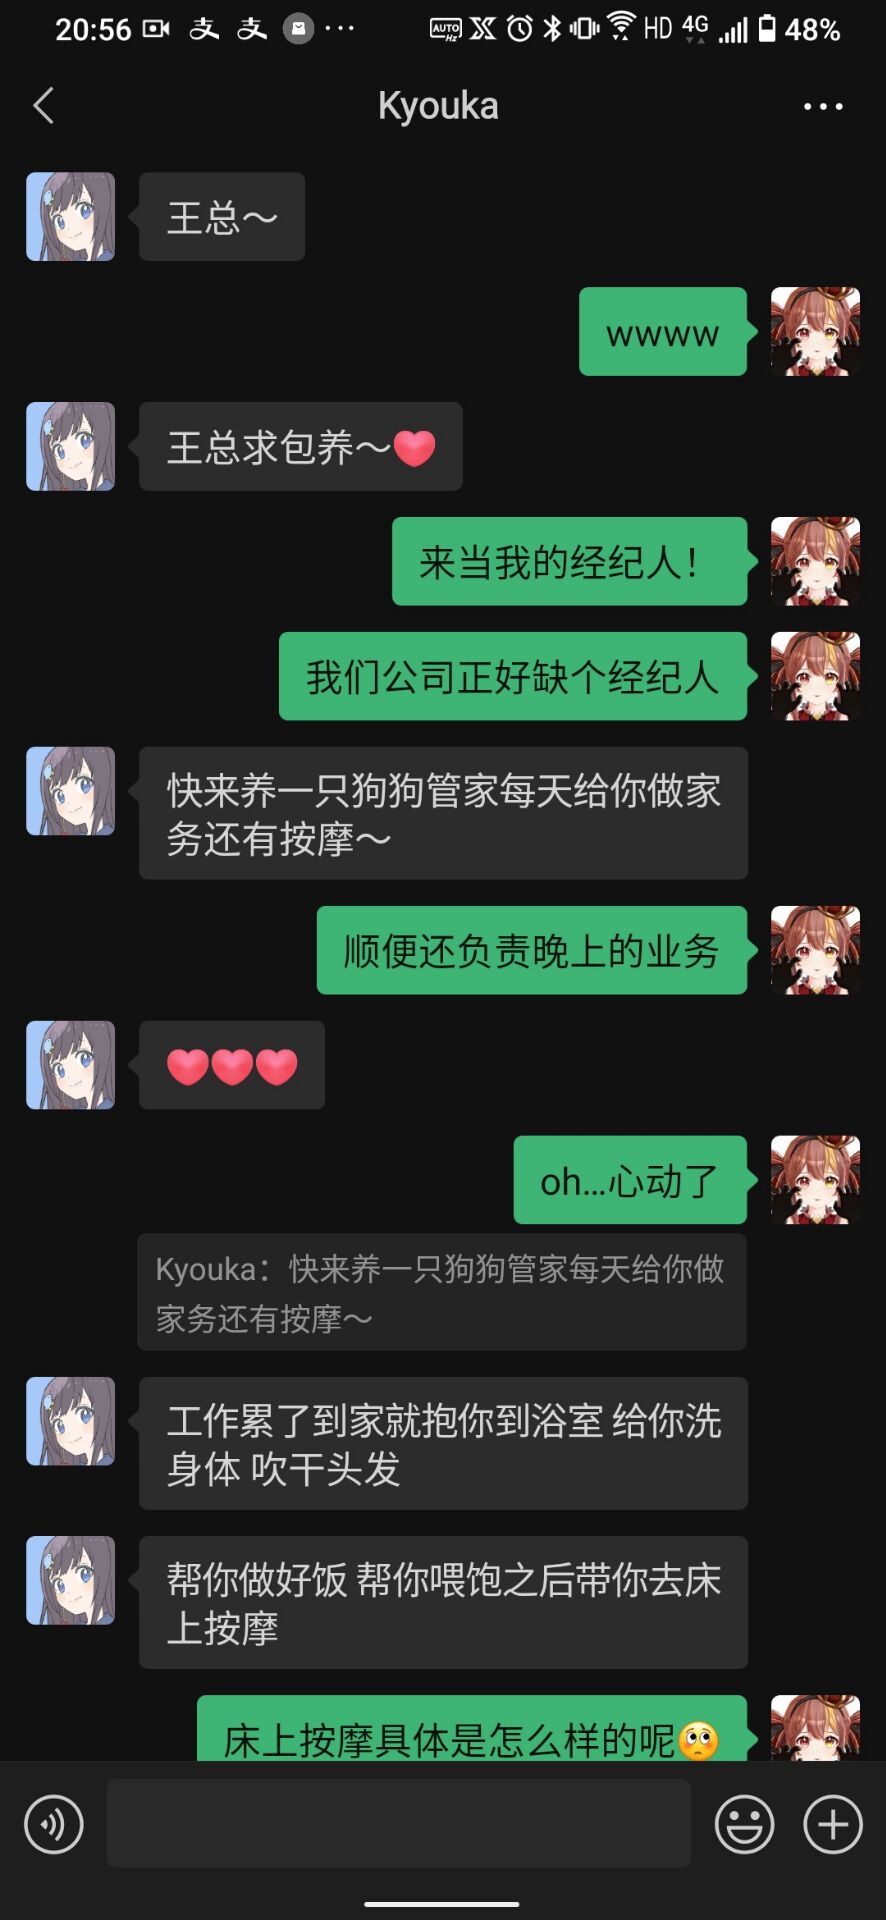 20:56 支 支 ··· AUTO Hz HD 4G 48%
Kyouka
王总～
wwww
王总求包养～❤
来当我的经纪人！
我们公司正好缺个经纪人
快来养一只狗狗管家每天给你做家
务还有按摩～
顺便还负责晚上的业务
❤❤❤
oh...心动了
Kyouka：快来养一只狗狗管家每天给你做
家务还有按摩～
工作累了到家就抱你到浴室 给你洗
身体 吹干头发
帮你做好饭 帮你喂饱之后带你去床
上按摩
床上按摩具体是怎么样的呢🥺